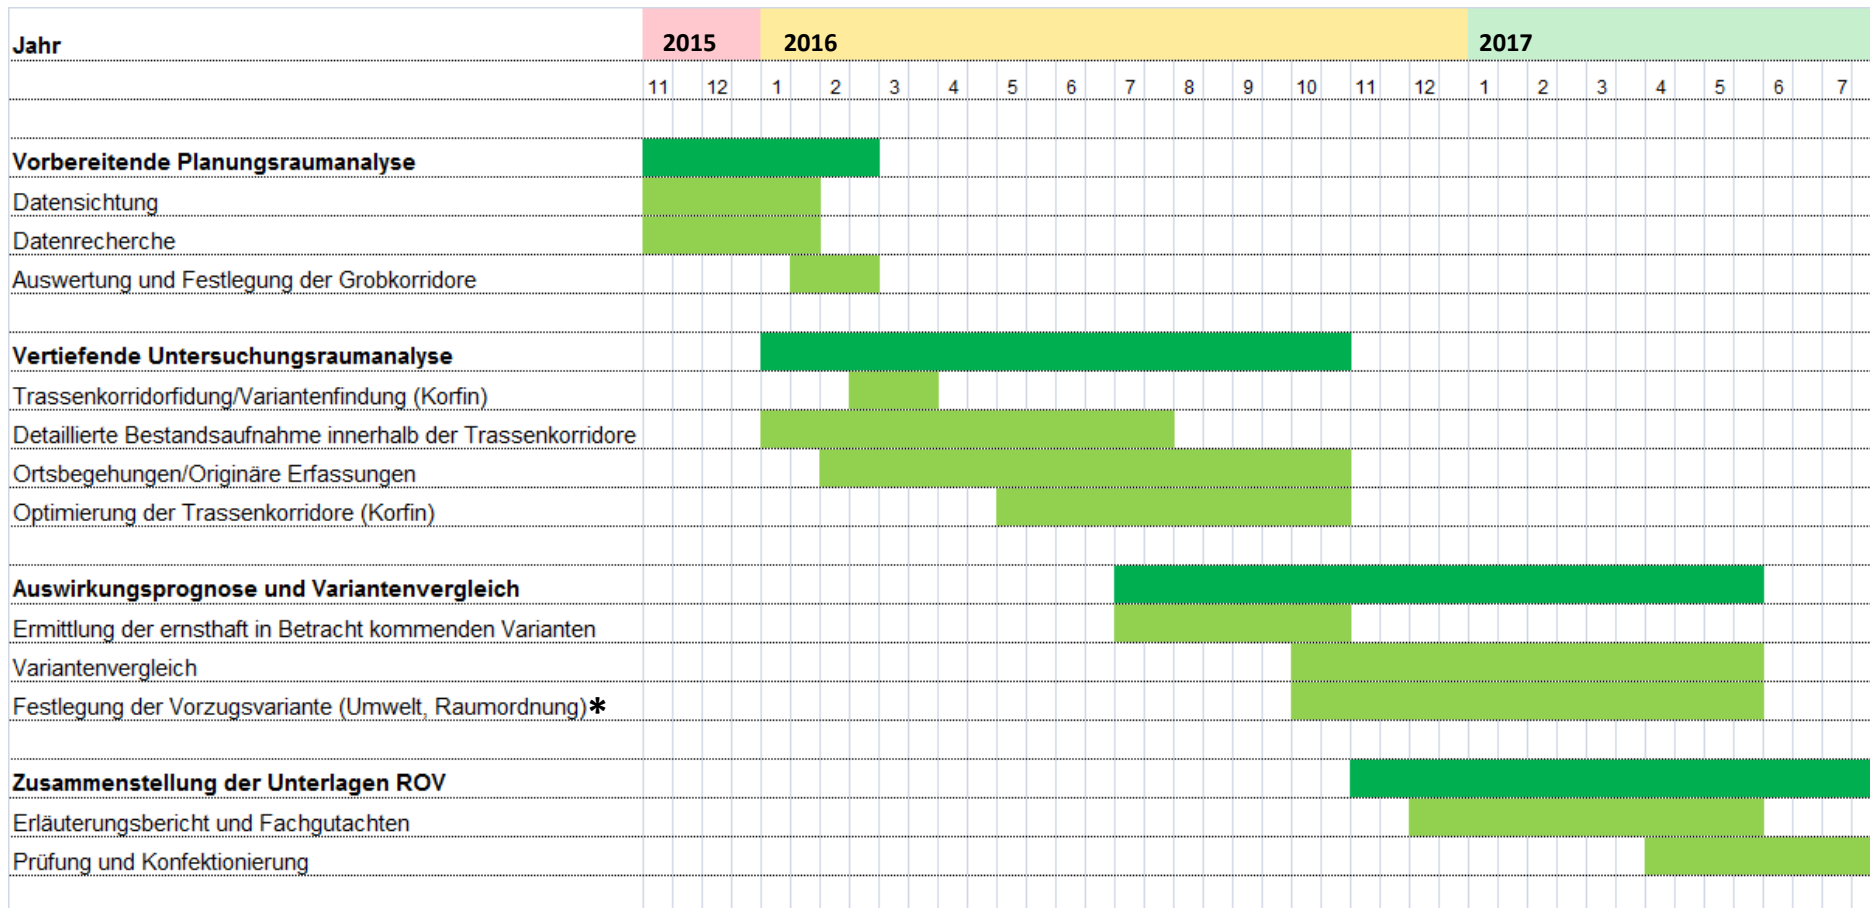 Jahr 2015 2016 2017
11 12 1 2 3 4 5 6 7 8 9 10 11 12 1 2 3 4 5 6 7
Vorbereitende Planungsraumanalyse
Datensichtung
Datenrecherche
Auswertung und Festlegung der Grobkorridore
Vertiefende Untersuchungsraumanalyse
Trassenkorridorfidung/Variantenfindung (Korfin)
Detaillierte Bestandsaufnahme innerhalb der Trassenkorridore
Ortsbegehungen/Originäre Erfassungen
Optimierung der Trassenkorridore (Korfin)
Auswirkungsprognose und Variantenvergleich
Ermittlung der ernsthaft in Betracht kommenden Varianten
Variantenvergleich
Festlegung der Vorzugsvariante (Umwelt, Raumordnung)*
Zusammenstellung der Unterlagen ROV
Erläuterungsbericht und Fachgutachten
Prüfung und Konfektionierung